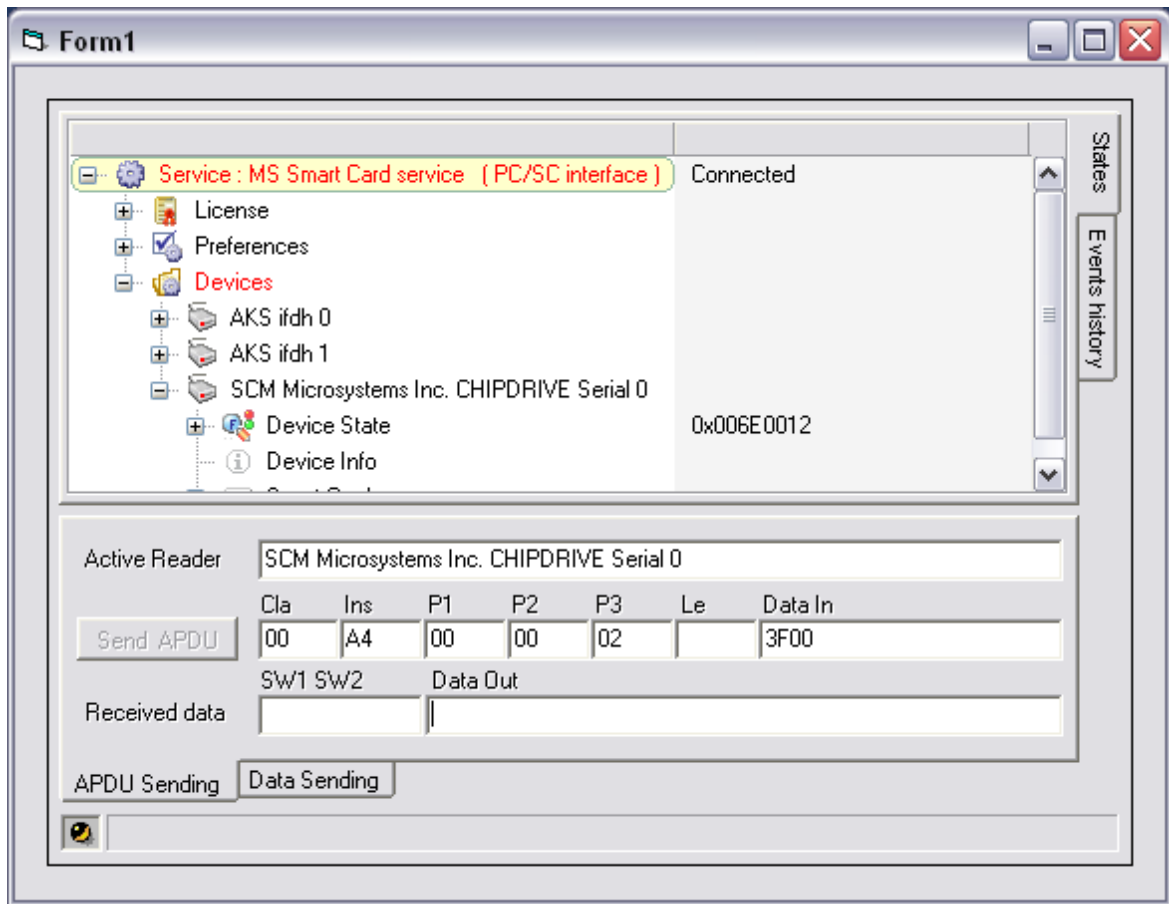 Form1
Service : MS Smart Card service ( PC/SC interface ) Connected
License
Preferences
Devices
AKS ifdh 0
AKS ifdh 1
SCM Microsystems Inc. CHIPDRIVE Serial 0
Device State 0x006E0012
Device Info
States
Events history
Active Reader SCM Microsystems Inc. CHIPDRIVE Serial 0
Cla Ins P1 P2 P3 Le Data In
Send APDU 00 A4 00 00 02 3F00
SW1 SW2 Data Out
Received data
APDU Sending Data Sending